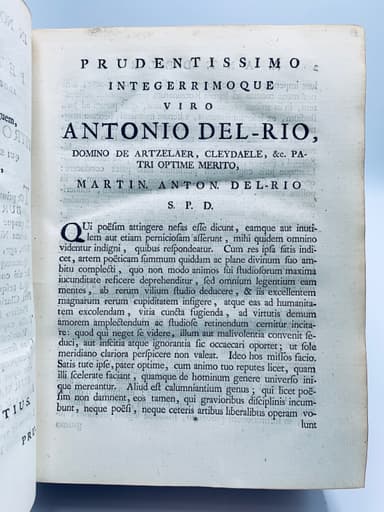 PRUDENTISSIMO
INTEGERRIMOQUE
VIRO
ANTONIO DEL-RIO,
DOMINO DE ARTZELAER, CLEYDAELE, &c. PA-
TRI OPTIME MERITO,
MARTIN. ANTON. DEL-RIO
S. P. D.
QUi poësim attingere nefas esse dicunt, eamque aut inuti-
lem aut etiam perniciosam asserunt, mihi quidem omnino
videntur indigni, quibus respondeatur. Cum res ipsa satis indi-
cet, artem poëticam summum quiddam ac plane divinum suo am-
bitu complecti, quo non modo animos sui studiosorum maxima
jucunditate reficere deprehenditur, sed omnium legentium eam
mentes, ab rerum vilium studio deducere, & iis excellentem
magnarum rerum cupiditatem infigere, atque eas ad humanita-
tem excolendam, vitia cuncta fugienda, ad virtutis demum
amorem amplectendum ac studiose retinendum cernitur incita-
re: quod qui neget se videre, illum aut malivolentia convenit se-
duci, aut inscitia atque ignorantia sic occaecari oportet; ut sole
meridiano clariora perspicere non valeat. Ideo hos missos facio.
Satis tute ipse, pater optime, cum animo tuo reputes licet, quam
illi scelerate faciant, quamque de hominum genere universo ini-
que mereantur. Aliud est calumniantium genus; qui licet poë-
sim non damnent, eos tamen, qui gravioribus disciplinis incum-
bunt, neque poësi, neque ceteris artibus liberalibus operam vo-
lunt
uem,
TIUS.